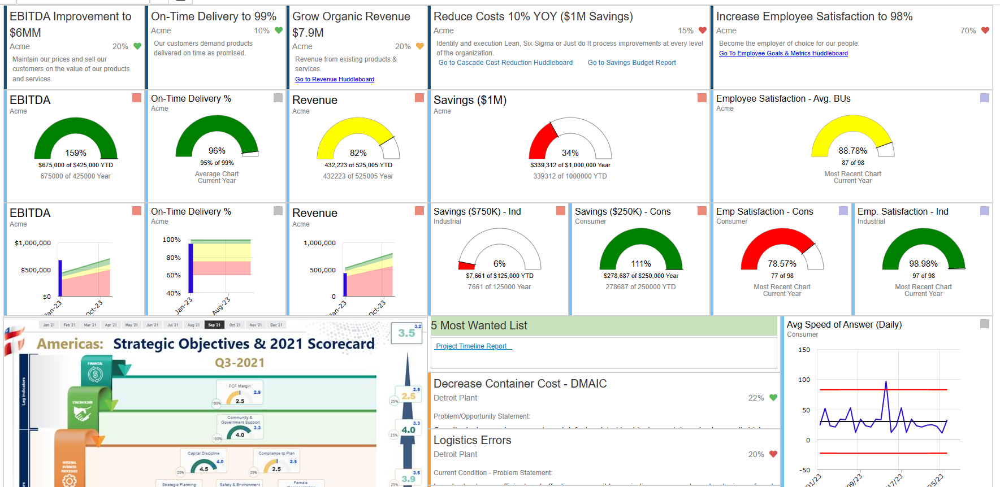 EBITDA Improvement to
$6MM
Acme
20%
Maintain our prices and sell our
customers on the value of our products
and services.
On-Time Delivery to 99%
Acme
10%
Our customers demand products
delivered on time as promised.
Grow Organic Revenue
$7.9M
Acme
20%
Revenue from existing products &
services.
Go to Revenue Huddleboard
Reduce Costs 10% YOY ($1M Savings)
Acme
15%
Identify and execution Lean, Six Sigma or Just do It process improvements at every level
of the organization.
Go to Cascade Cost Reduction Huddleboard
Go to Savings Budget Report
Increase Employee Satisfaction to 98%
Acme
70%
Become the employer of choice for our people.
Go To Employee Goals & Metrics Huddleboard
EBITDA
Acme
159%
$675,000 of $425,000 YTD
675000 of 425000 Year
On-Time Delivery %
Acme
96%
95% of 99%
Average Chart
Current Year
Revenue
Acme
82%
432,223 of 525,005 YTD
432223 of 525005 Year
Savings ($1M)
Acme
34%
$339,312 of $1,000,000 Year
339312 of 1000000 YTD
Employee Satisfaction - Avg. BUs
Acme
88.78%
87 of 98
Most Recent Chart
Current Year
EBITDA
Acme
$1,000,000
$500,000
$0
Jan-23
Oct-23
On-Time Delivery %
Acme
100%
80%
60%
40%
Jan-23
Aug-23
Revenue
Acme
1,000,000
500,000
0
Jan-23
Oct-23
Savings ($750K) - Ind
Industrial
6%
$7,661 of $125,000 YTD
7661 of 125000 Year
Savings ($250K) - Cons
Consumer
111%
$278,687 of $250,000 Year
278687 of 250000 YTD
Emp Satisfaction - Cons
Consumer
78.57%
77 of 98
Most Recent Chart
Current Year
Emp. Satisfaction - Ind
Industrial
98.98%
97 of 98
Most Recent Chart
Current Year
Jan '21 Feb '21 Mar '21 Apr '21 May '21 Jun '21 Jul '21 Aug '21 Sep '21 Oct '21 Nov '21 Dec '21
Americas: Strategic Objectives & 2021 Scorecard
Q3-2021
3.5
3.2
Lag Indicators
FINANCIAL
FCF Margin
2.5
2.5
100%
2.5
2.5
25%
STAKEHOLDER
Community &
Government Support
3.3
4.0
100%
3.3
4.0
25%
INTERNAL
BUSINESS
PROCESSES
Capital Discipline
4.0
4.5
20%
Compliance to Plan
2.5
2.5
20%
3.5
3.9
25%
Strategic Planning
Safety & Environment
Female
5 Most Wanted List
Project Timeline Report
Decrease Container Cost - DMAIC
Detroit Plant
22%
Problem/Opportunity Statement:
Logistics Errors
Detroit Plant
20%
Current Condition - Problem Statement:
Avg Speed of Answer (Daily)
Consumer
150
100
50
0
-50
01/23
09/23
17/23
25/23